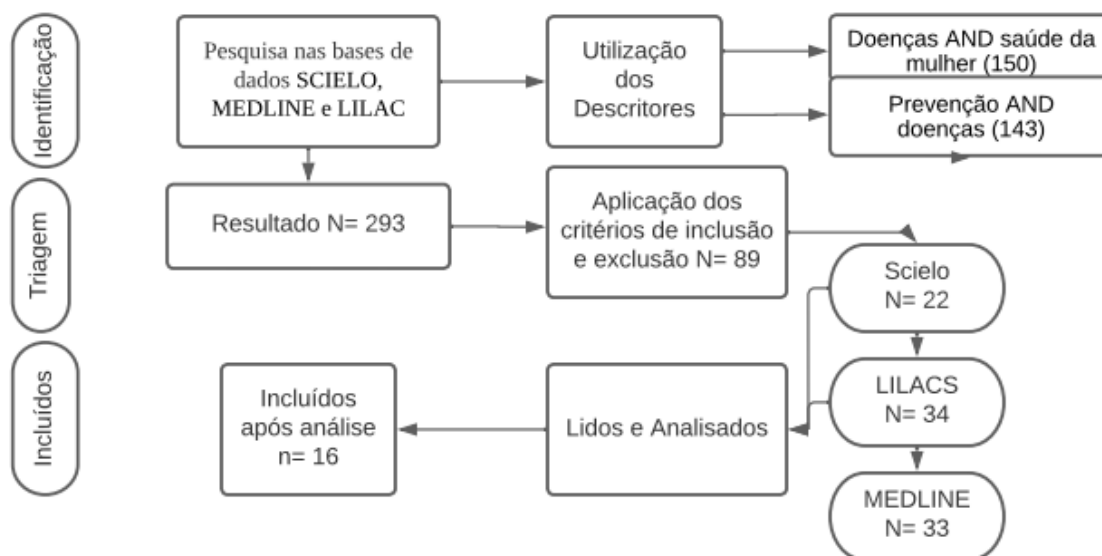 Identificação
Pesquisa nas bases de
dados SCIELO,
MEDLINE e LILAC
Utilização
dos
Descritores
Doenças AND saúde da
mulher (150)
Prevenção AND
doenças (143)
Triagem
Resultado N= 293
Aplicação dos
critérios de inclusão
e exclusão N= 89
Scielo
N= 22
LILACS
N= 34
MEDLINE
N= 33
Incluídos
Lidos e Analisados
Incluídos
após análise
n= 16